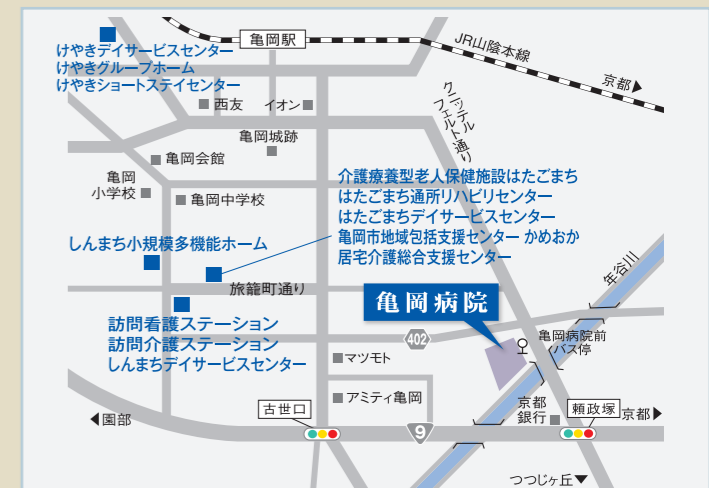 亀岡駅
JR山陰本線
京都▶
けやきデイサービスセンター
けやきグループホーム
けやきショートステイセンター
西友
イオン
クニッテル
フェルト通り
亀岡城跡
亀岡会館
亀岡
小学校
亀岡中学校
介護療養型老人保健施設はたごまち
はたごまち通所リハビリセンター
はたごまちデイサービスセンター
亀岡市地域包括支援センター かめおか
居宅介護総合支援センター
しんまち小規模多機能ホーム
旅籠町通り
年谷川
亀岡病院
訪問看護ステーション
訪問介護ステーション
しんまちデイサービスセンター
402
亀岡病院前
バス停
マツモト
アミティ亀岡
古世口
9
京都
銀行
頼政塚
京都▶
◀園部
つつじヶ丘▼